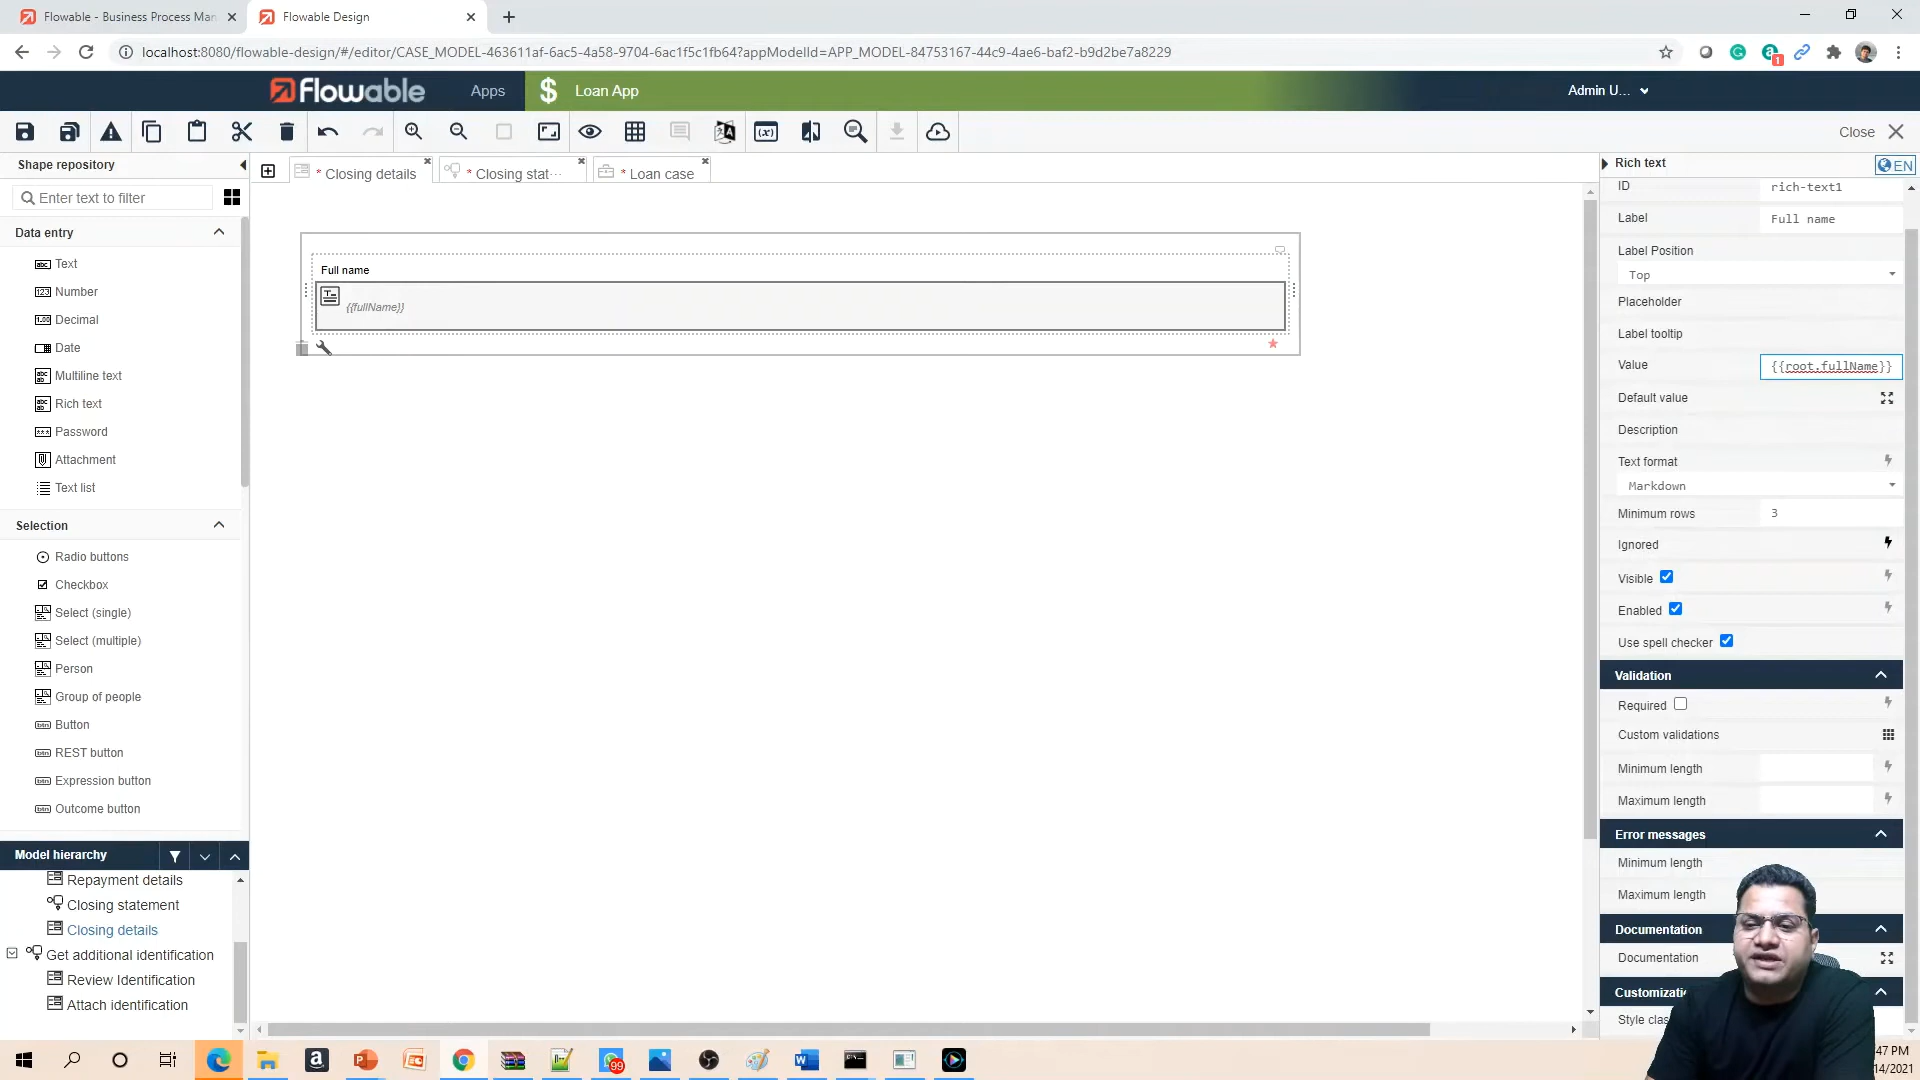 Flowable - Business Process Man
Flowable Design
localhost:8080/flowable-design/#/editor/CASE_MODEL-463611af-6ac5-4a58-9704-6ac1f5c1fb64?appModelId=APP_MODEL-84753167-44c9-4ae6-baf2-b9d2be7a8229
1
flowable
Apps
$
Loan App
Admin U...
Close
Shape repository
* Closing details
* Closing stat···
* Loan case
Rich text
EN
Enter text to filter
Data entry
Text
Number
Decimal
Date
Multiline text
Rich text
Password
Attachment
Text list
Selection
Radio buttons
Checkbox
Select (single)
Select (multiple)
Person
Group of people
Button
REST button
Expression button
Outcome button
Model hierarchy
Repayment details
Closing statement
Closing details
Get additional identification
Review Identification
Attach identification
Full name
{{fullName}}
ID
rich-text1
Label
Full name
Label Position
Top
Placeholder
Label tooltip
Value
{{root.fullName}}
Default value
Description
Text format
Markdown
Minimum rows
3
Ignored
Visible
Enabled
Use spell checker
Validation
Required
Custom validations
Minimum length
Maximum length
Error messages
Minimum length
Maximum length
Documentation
Documentation
Customizati
Style clas
99
47 PM
14/2021